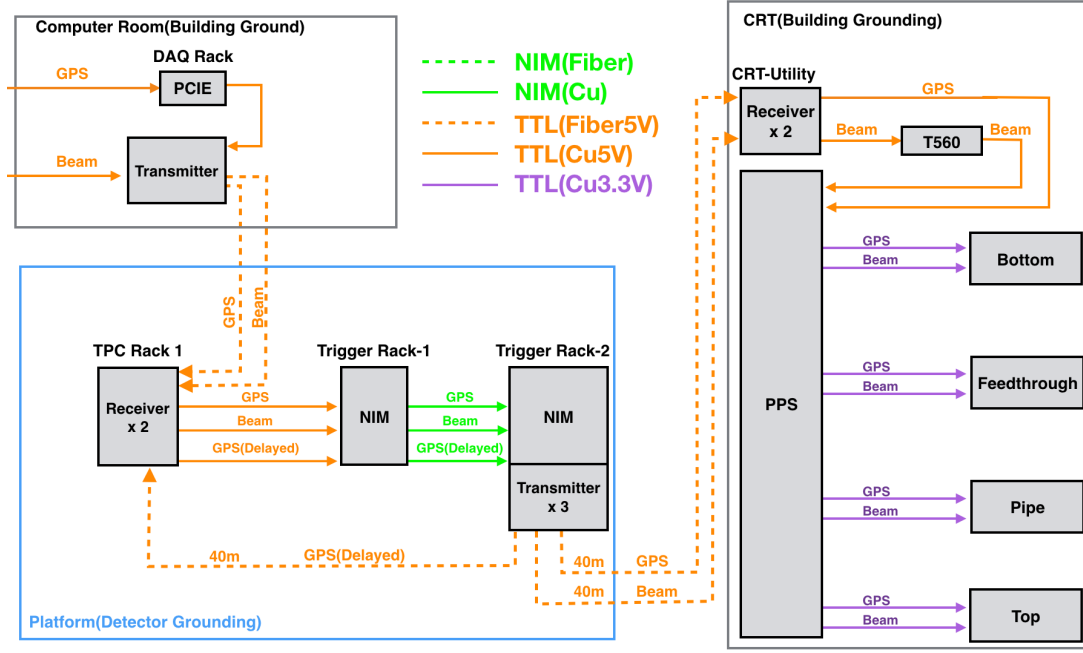 Computer Room(Building Ground)
DAQ Rack
GPS
PCIE
Beam
Transmitter
NIM(Fiber)
NIM(Cu)
TTL(Fiber5V)
TTL(Cu5V)
TTL(Cu3.3V)
GPS
Beam
TPC Rack 1
Trigger Rack-1
Trigger Rack-2
Receiver
x 2
GPS
Beam
GPS(Delayed)
NIM
GPS
Beam
GPS(Delayed)
NIM
Transmitter
x 3
40m
GPS(Delayed)
40m
GPS
40m
Beam
Platform(Detector Grounding)
CRT(Building Grounding)
CRT-Utility
Receiver
x 2
GPS
Beam
T560
Beam
PPS
GPS
Beam
Bottom
GPS
Beam
Feedthrough
GPS
Beam
Pipe
GPS
Beam
Top